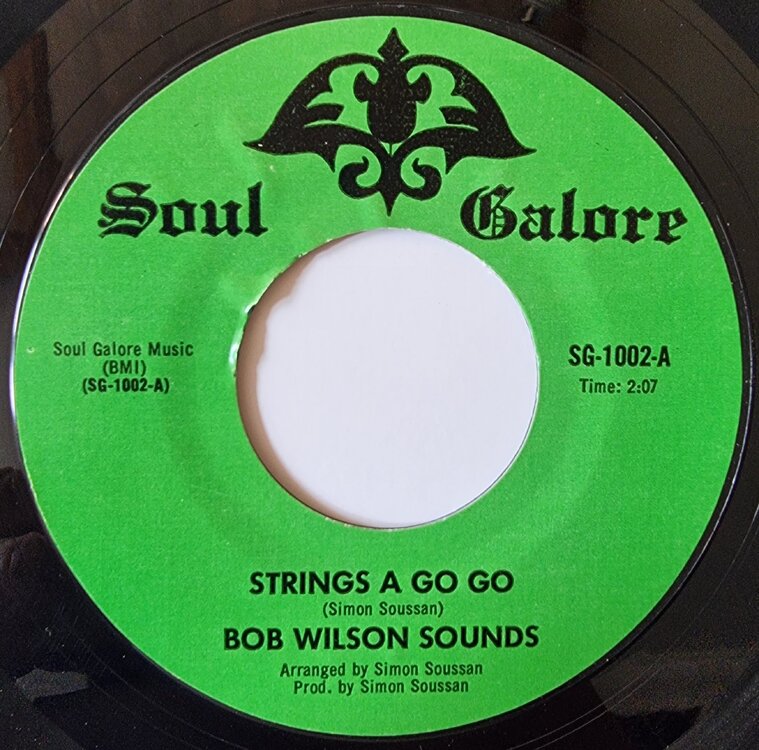 Soul Galore
Soul Galore Music
(BMI)
(SG-1002-A)
SG-1002-A
Time: 2:07
STRINGS A GO GO
(Simon Soussan)
BOB WILSON SOUNDS
Arranged by Simon Soussan
Prod. by Simon Soussan